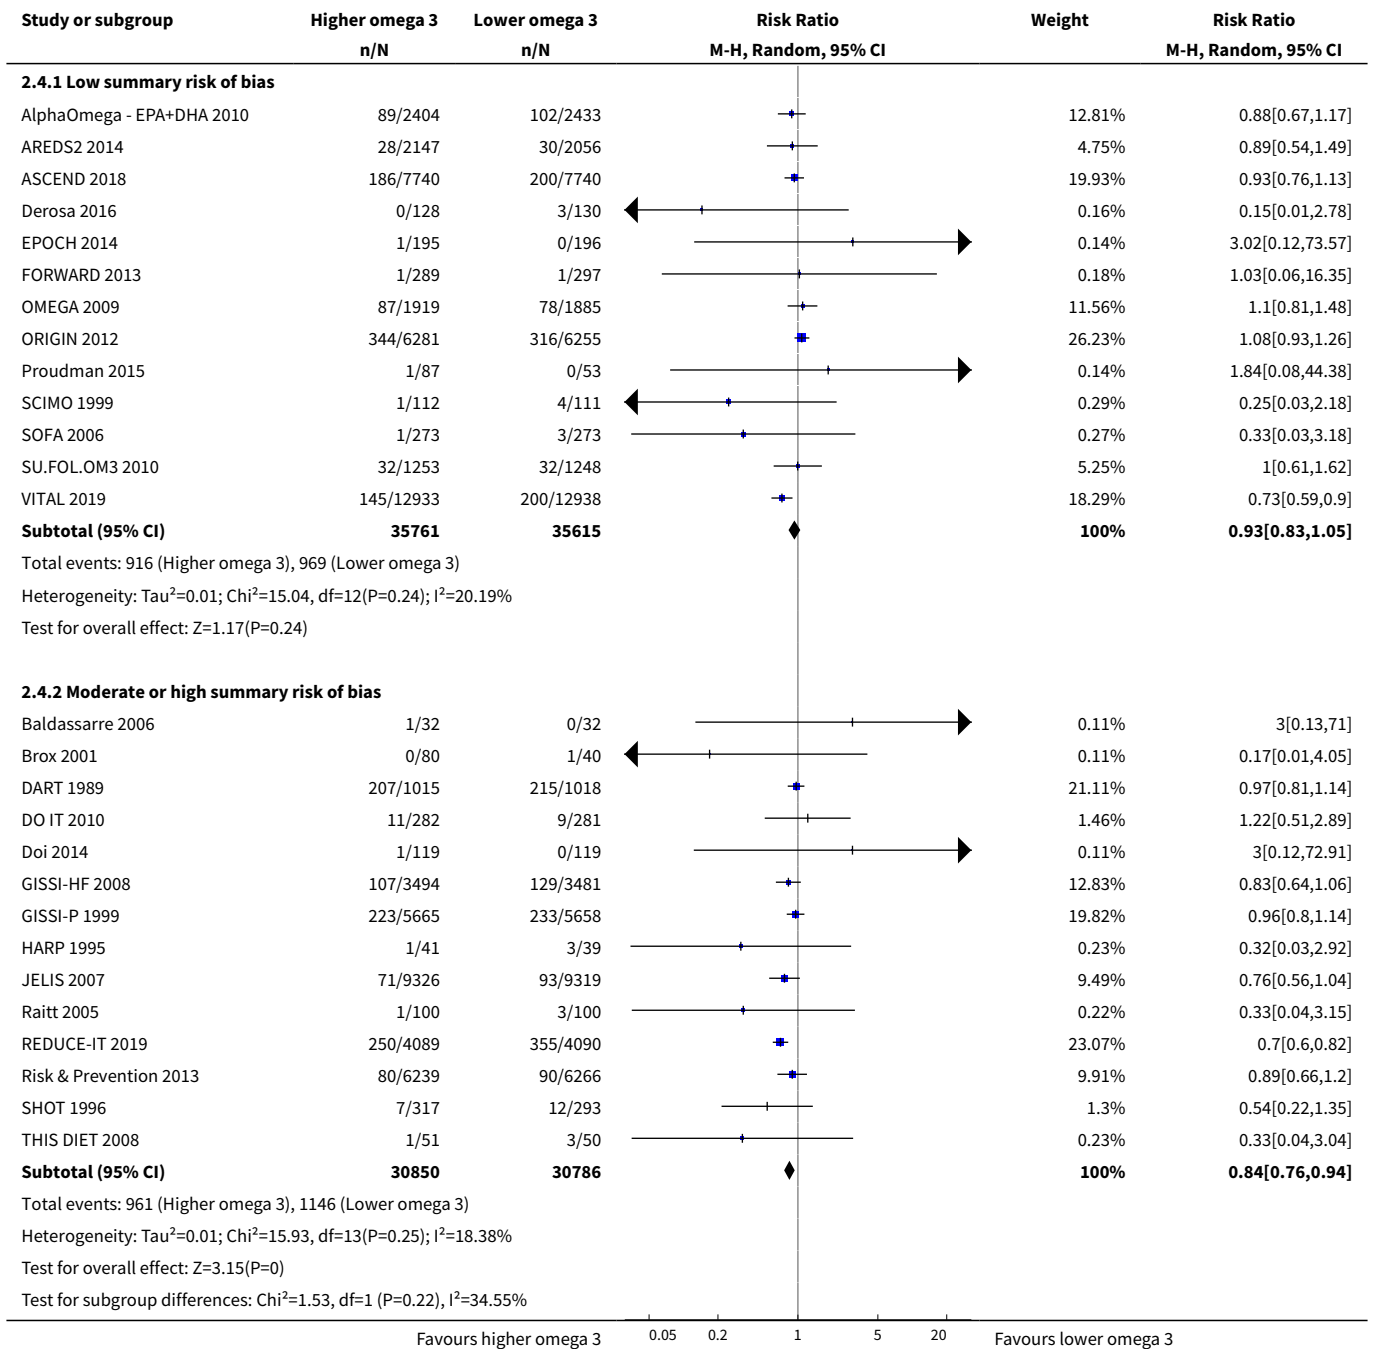 Study or subgroup Higher omega 3 Lower omega 3 Risk Ratio Weight Risk Ratio
n/N n/N M-H, Random, 95% CI M-H, Random, 95% CI
2.4.1 Low summary risk of bias
AlphaOmega - EPA+DHA 2010 89/2404 102/2433 12.81% 0.88[0.67,1.17]
AREDS2 2014 28/2147 30/2056 4.75% 0.89[0.54,1.49]
ASCEND 2018 186/7740 200/7740 19.93% 0.93[0.76,1.13]
Derosa 2016 0/128 3/130 0.16% 0.15[0.01,2.78]
EPOCH 2014 1/195 0/196 0.14% 3.02[0.12,73.57]
FORWARD 2013 1/289 1/297 0.18% 1.03[0.06,16.35]
OMEGA 2009 87/1919 78/1885 11.56% 1.1[0.81,1.48]
ORIGIN 2012 344/6281 316/6255 26.23% 1.08[0.93,1.26]
Proudman 2015 1/87 0/53 0.14% 1.84[0.08,44.38]
SCIMO 1999 1/112 4/111 0.29% 0.25[0.03,2.18]
SOFA 2006 1/273 3/273 0.27% 0.33[0.03,3.18]
SU.FOL.OM3 2010 32/1253 32/1248 5.25% 1[0.61,1.62]
VITAL 2019 145/12933 200/12938 18.29% 0.73[0.59,0.9]
Subtotal (95% CI) 35761 35615 100% 0.93[0.83,1.05]
Total events: 916 (Higher omega 3), 969 (Lower omega 3)
Heterogeneity: Tau²=0.01; Chi²=15.04, df=12(P=0.24); I²=20.19%
Test for overall effect: Z=1.17(P=0.24)
2.4.2 Moderate or high summary risk of bias
Baldassarre 2006 1/32 0/32 0.11% 3[0.13,71]
Brox 2001 0/80 1/40 0.11% 0.17[0.01,4.05]
DART 1989 207/1015 215/1018 21.11% 0.97[0.81,1.14]
DO IT 2010 11/282 9/281 1.46% 1.22[0.51,2.89]
Doi 2014 1/119 0/119 0.11% 3[0.12,72.91]
GISSI-HF 2008 107/3494 129/3481 12.83% 0.83[0.64,1.06]
GISSI-P 1999 223/5665 233/5658 19.82% 0.96[0.8,1.14]
HARP 1995 1/41 3/39 0.23% 0.32[0.03,2.92]
JELIS 2007 71/9326 93/9319 9.49% 0.76[0.56,1.04]
Raitt 2005 1/100 3/100 0.22% 0.33[0.04,3.15]
REDUCE-IT 2019 250/4089 355/4090 23.07% 0.7[0.6,0.82]
Risk & Prevention 2013 80/6239 90/6266 9.91% 0.89[0.66,1.2]
SHOT 1996 7/317 12/293 1.3% 0.54[0.22,1.35]
THIS DIET 2008 1/51 3/50 0.23% 0.33[0.04,3.04]
Subtotal (95% CI) 30850 30786 100% 0.84[0.76,0.94]
Total events: 961 (Higher omega 3), 1146 (Lower omega 3)
Heterogeneity: Tau²=0.01; Chi²=15.93, df=13(P=0.25); I²=18.38%
Test for overall effect: Z=3.15(P=0)
Test for subgroup differences: Chi²=1.53, df=1 (P=0.22), I²=34.55%
Favours higher omega 3 0.05 0.2 1 5 20 Favours lower omega 3